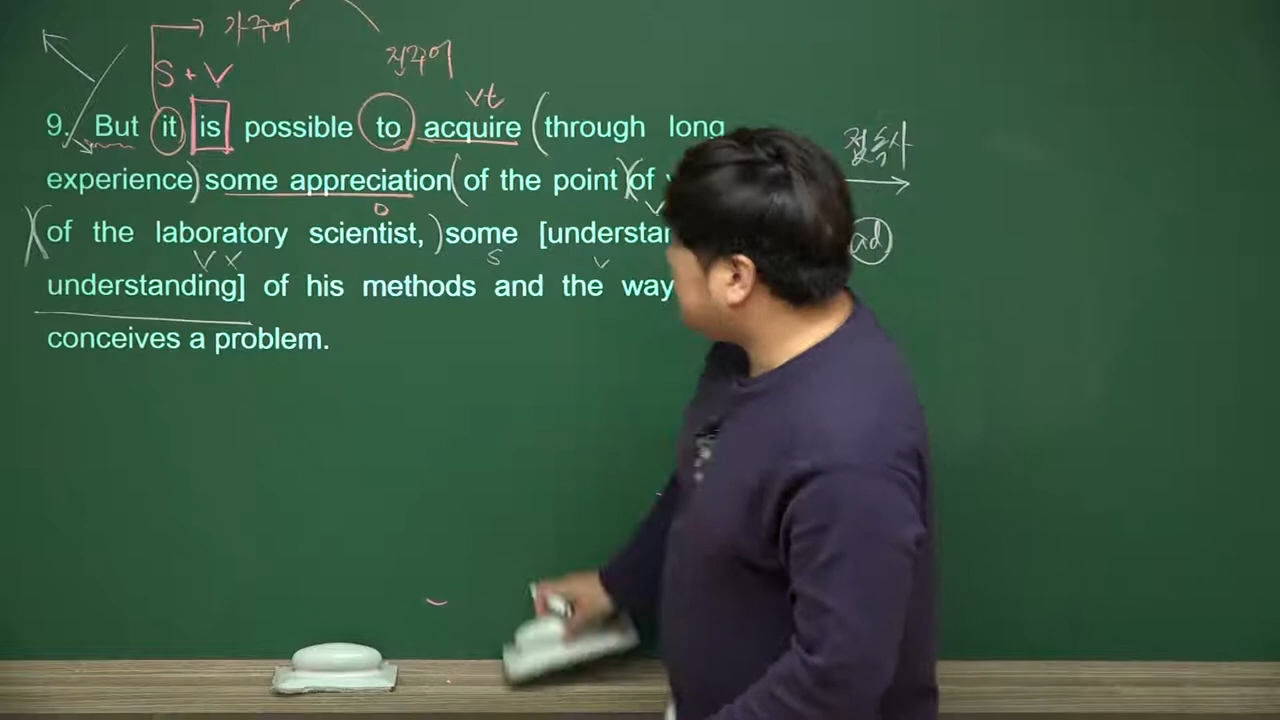 가주어
진주어
S + V
vt
접속사
9. But it is possible to acquire (through long
experience) some appreciation (of the point)(of
)(of the laboratory scientist,) some [understan
o
s
ad
v x
v
understanding] of his methods and the way
conceives a problem.